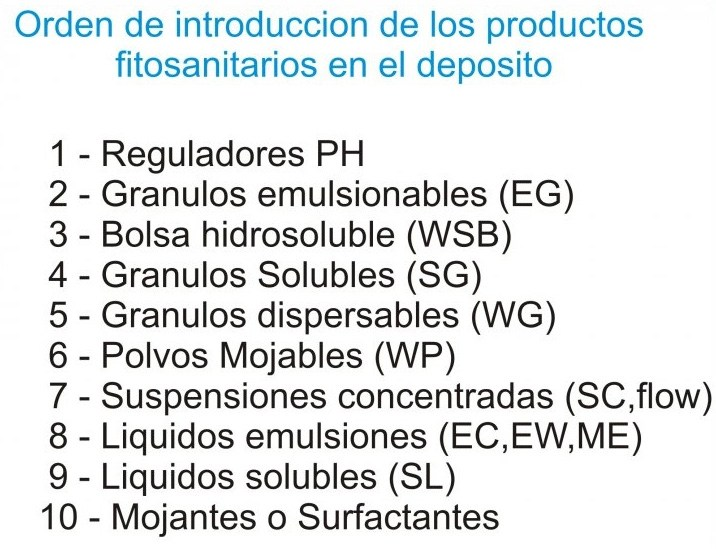 Orden de introduccion de los productos
fitosanitarios en el deposito
1 - Reguladores PH
2 - Granulos emulsionables (EG)
3 - Bolsa hidrosoluble (WSB)
4 - Granulos Solubles (SG)
5 - Granulos dispersables (WG)
6 - Polvos Mojables (WP)
7 - Suspensiones concentradas (SC,flow)
8 - Liquidos emulsiones (EC,EW,ME)
9 - Liquidos solubles (SL)
10 - Mojantes o Surfactantes